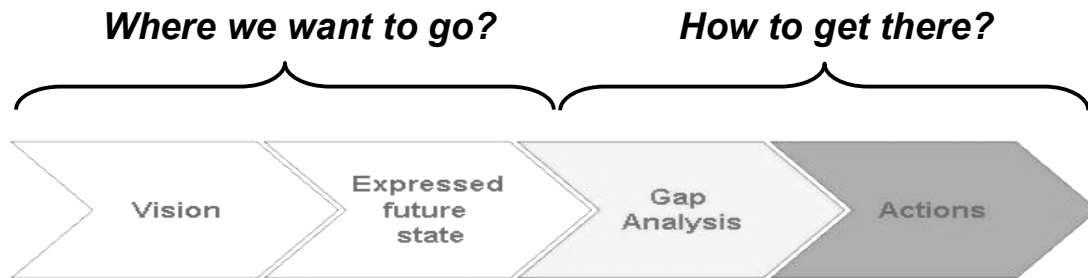 Where we want to go?
How to get there?
Vision
Expressed
future
state
Gap
Analysis
Actions